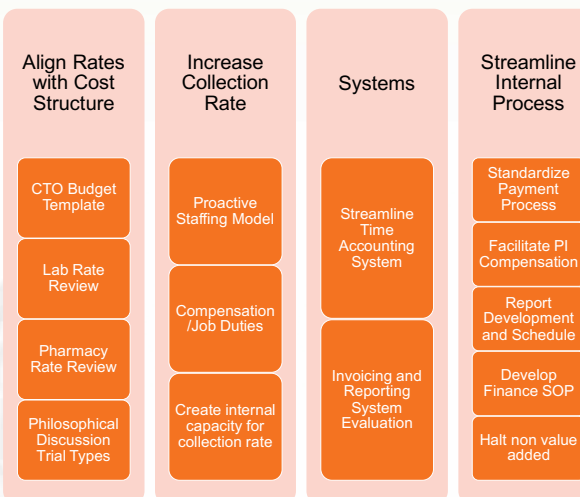 Align Rates
with Cost
Structure
CTO Budget
Template
Lab Rate
Review
Pharmacy
Rate Review
Philosophical
Discussion
Trial Types
Increase
Collection
Rate
Proactive
Staffing Model
Compensation
/Job Duties
Create internal
capacity for
collection rate
Systems
Streamline
Time
Accounting
System
Invoicing and
Reporting
System
Evaluation
Streamline
Internal
Process
Standardize
Payment
Process
Facilitate PI
Compensation
Report
Development
and Schedule
Develop
Finance SOP
Halt non value
added